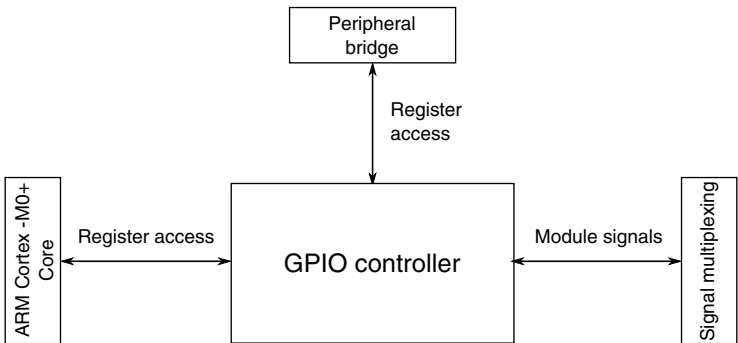 Peripheral
bridge
Register
access
ARM Cortex -M0+
Core
Register access
GPIO controller
Module signals
Signal multiplexing